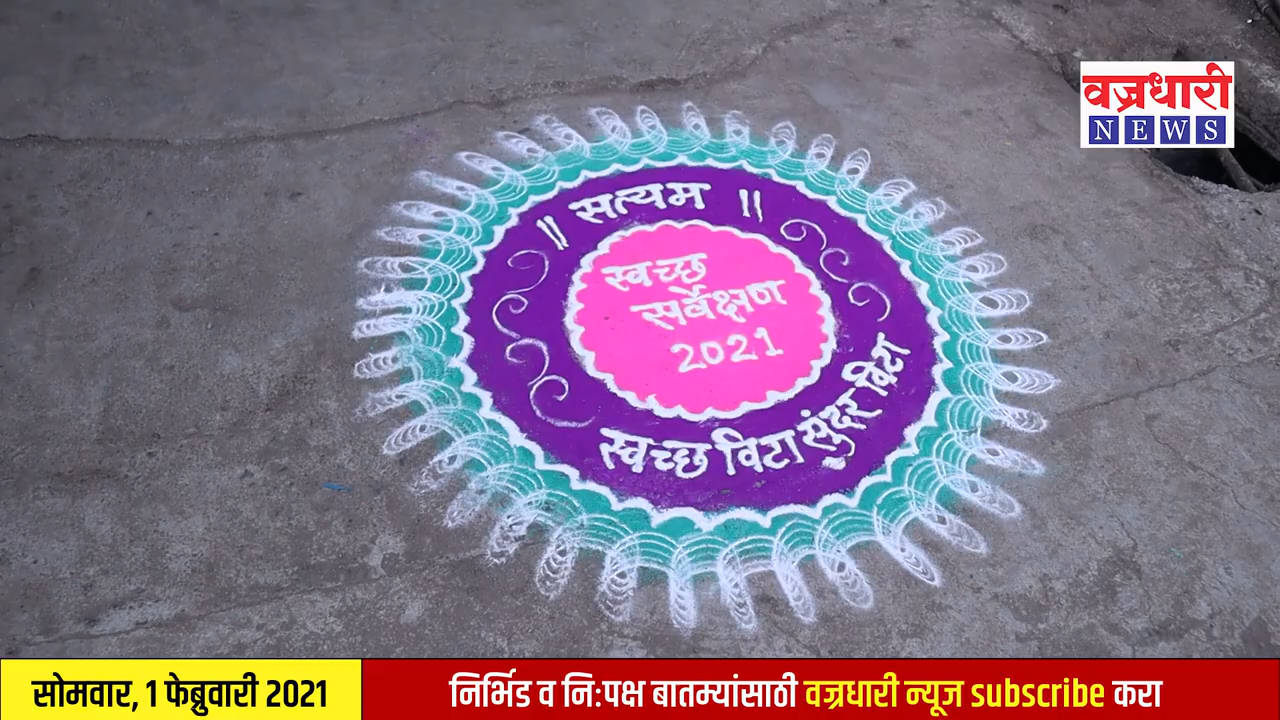 वज्रधारी
NEWS
॥ सत्यम ॥
स्वच्छ
सर्वेक्षण
2021
स्वच्छ विटा सुंदर विटा
सोमवार, 1 फेब्रुवारी 2021
निर्भिड व नि:पक्ष बातम्यांसाठी वज्रधारी न्यूज subscribe करा